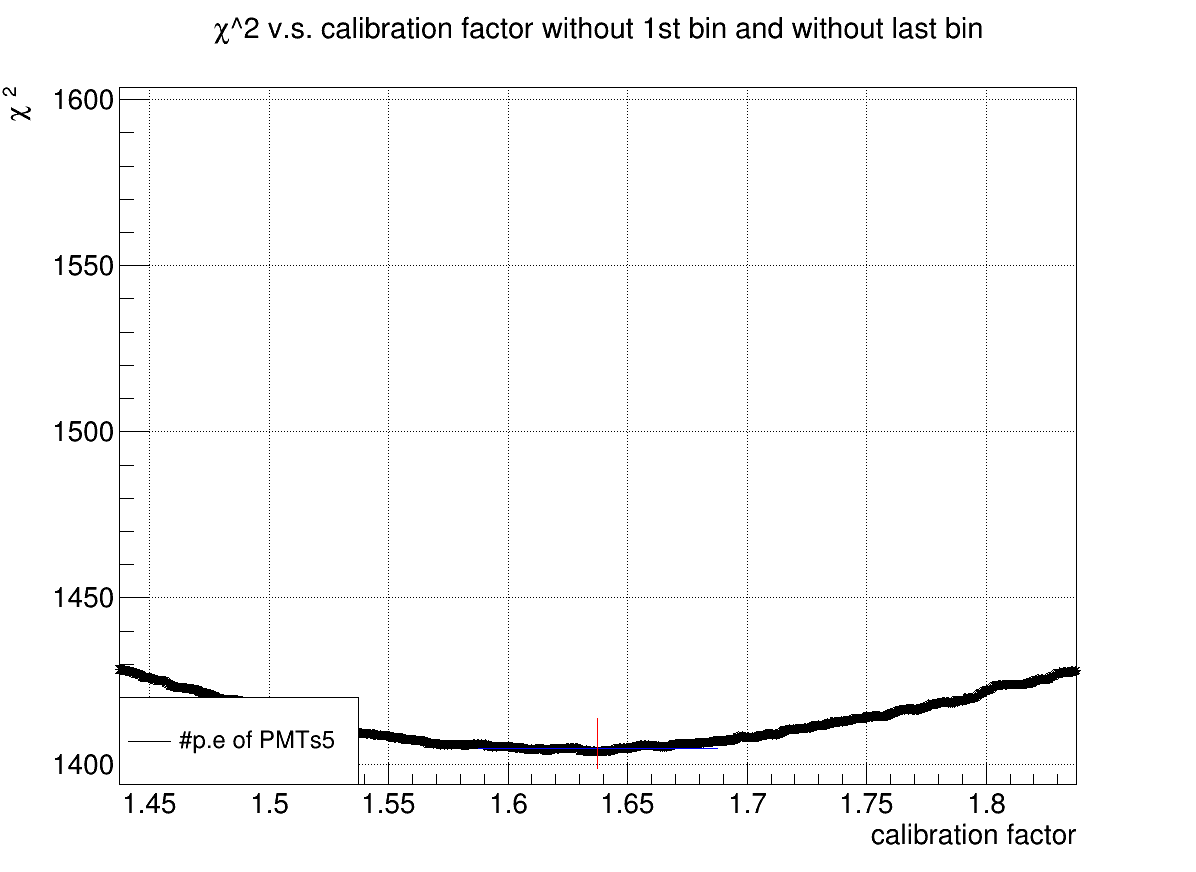 χ^2 v.s. calibration factor without 1st bin and without last bin
χ²
1600
1550
1500
1450
1400
#p.e of PMTs5
1.45 1.5 1.55 1.6 1.65 1.7 1.75 1.8
calibration factor